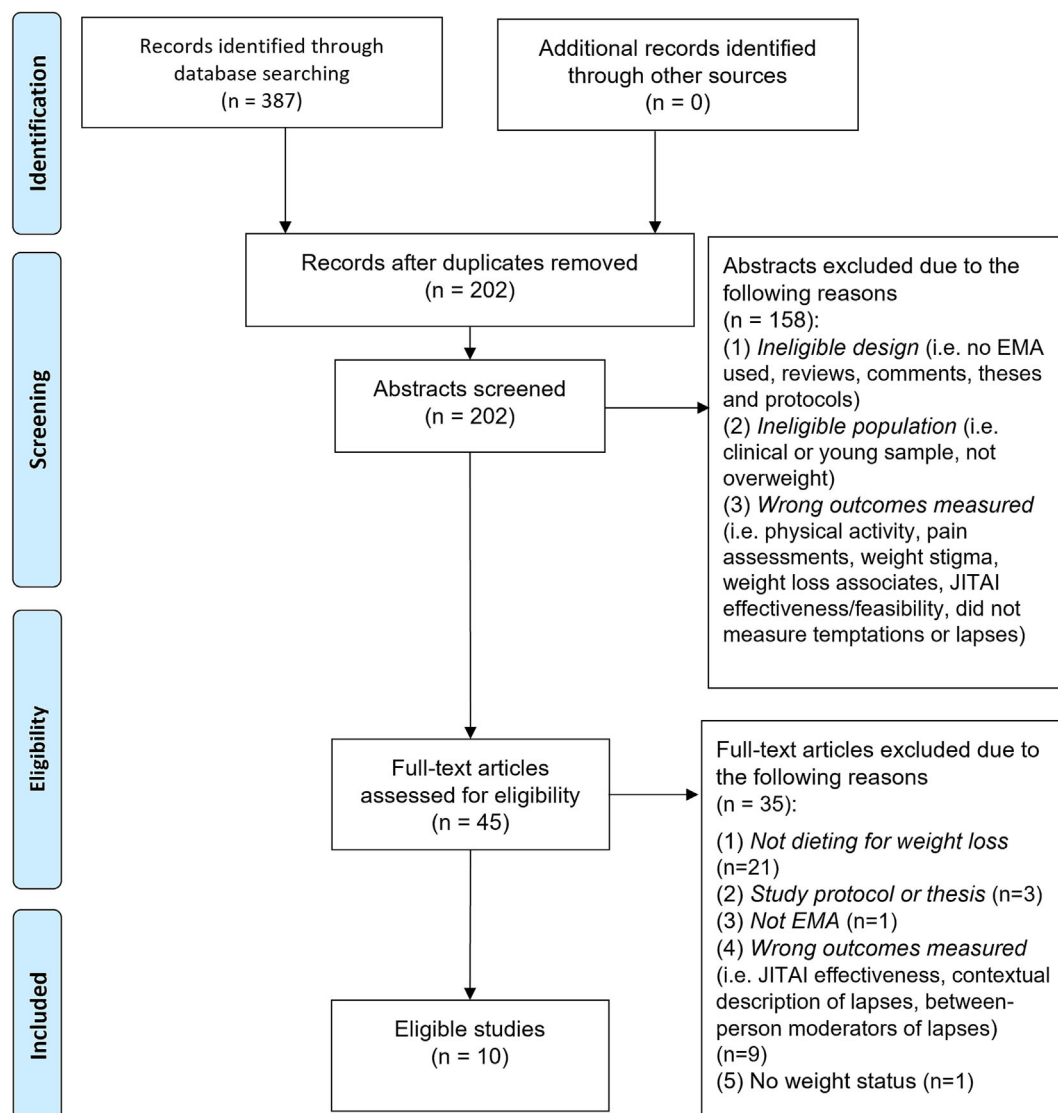 Identification
Records identified through
database searching
(n = 387)
Additional records identified
through other sources
(n = 0)
Screening
Records after duplicates removed
(n = 202)
Abstracts screened
(n = 202)
Abstracts excluded due to the
following reasons
(n = 158):
(1) Ineligible design (i.e. no EMA
used, reviews, comments, theses
and protocols)
(2) Ineligible population (i.e.
clinical or young sample, not
overweight)
(3) Wrong outcomes measured
(i.e. physical activity, pain
assessments, weight stigma,
weight loss associates, JITAI
effectiveness/feasibility, did not
measure temptations or lapses)
Eligibility
Full-text articles
assessed for eligibility
(n = 45)
Full-text articles excluded due to
the following reasons
(n = 35):
(1) Not dieting for weight loss
(n=21)
(2) Study protocol or thesis (n=3)
(3) Not EMA (n=1)
(4) Wrong outcomes measured
(i.e. JITAI effectiveness, contextual
description of lapses, between-
person moderators of lapses)
(n=9)
(5) No weight status (n=1)
Included
Eligible studies
(n = 10)